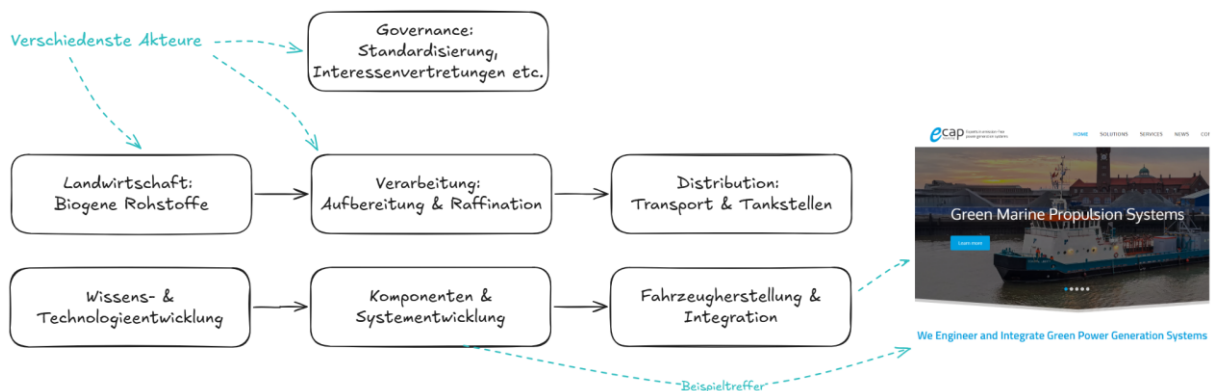 Verschiedenste Akteure
Governance:
Standardisierung,
Interessenvertretungen etc.
Landwirtschaft:
Biogene Rohstoffe
Verarbeitung:
Aufbereitung & Raffination
Distribution:
Transport & Tankstellen
Wissens- &
Technologieentwicklung
Komponenten &
Systementwicklung
Fahrzeugherstellung &
Integration
Beispieltreffer
ecap
HOME SOLUTIONS SERVICES NEWS
Green Marine Propulsion Systems
Learn more
We Engineer and Integrate Green Power Generation Systems